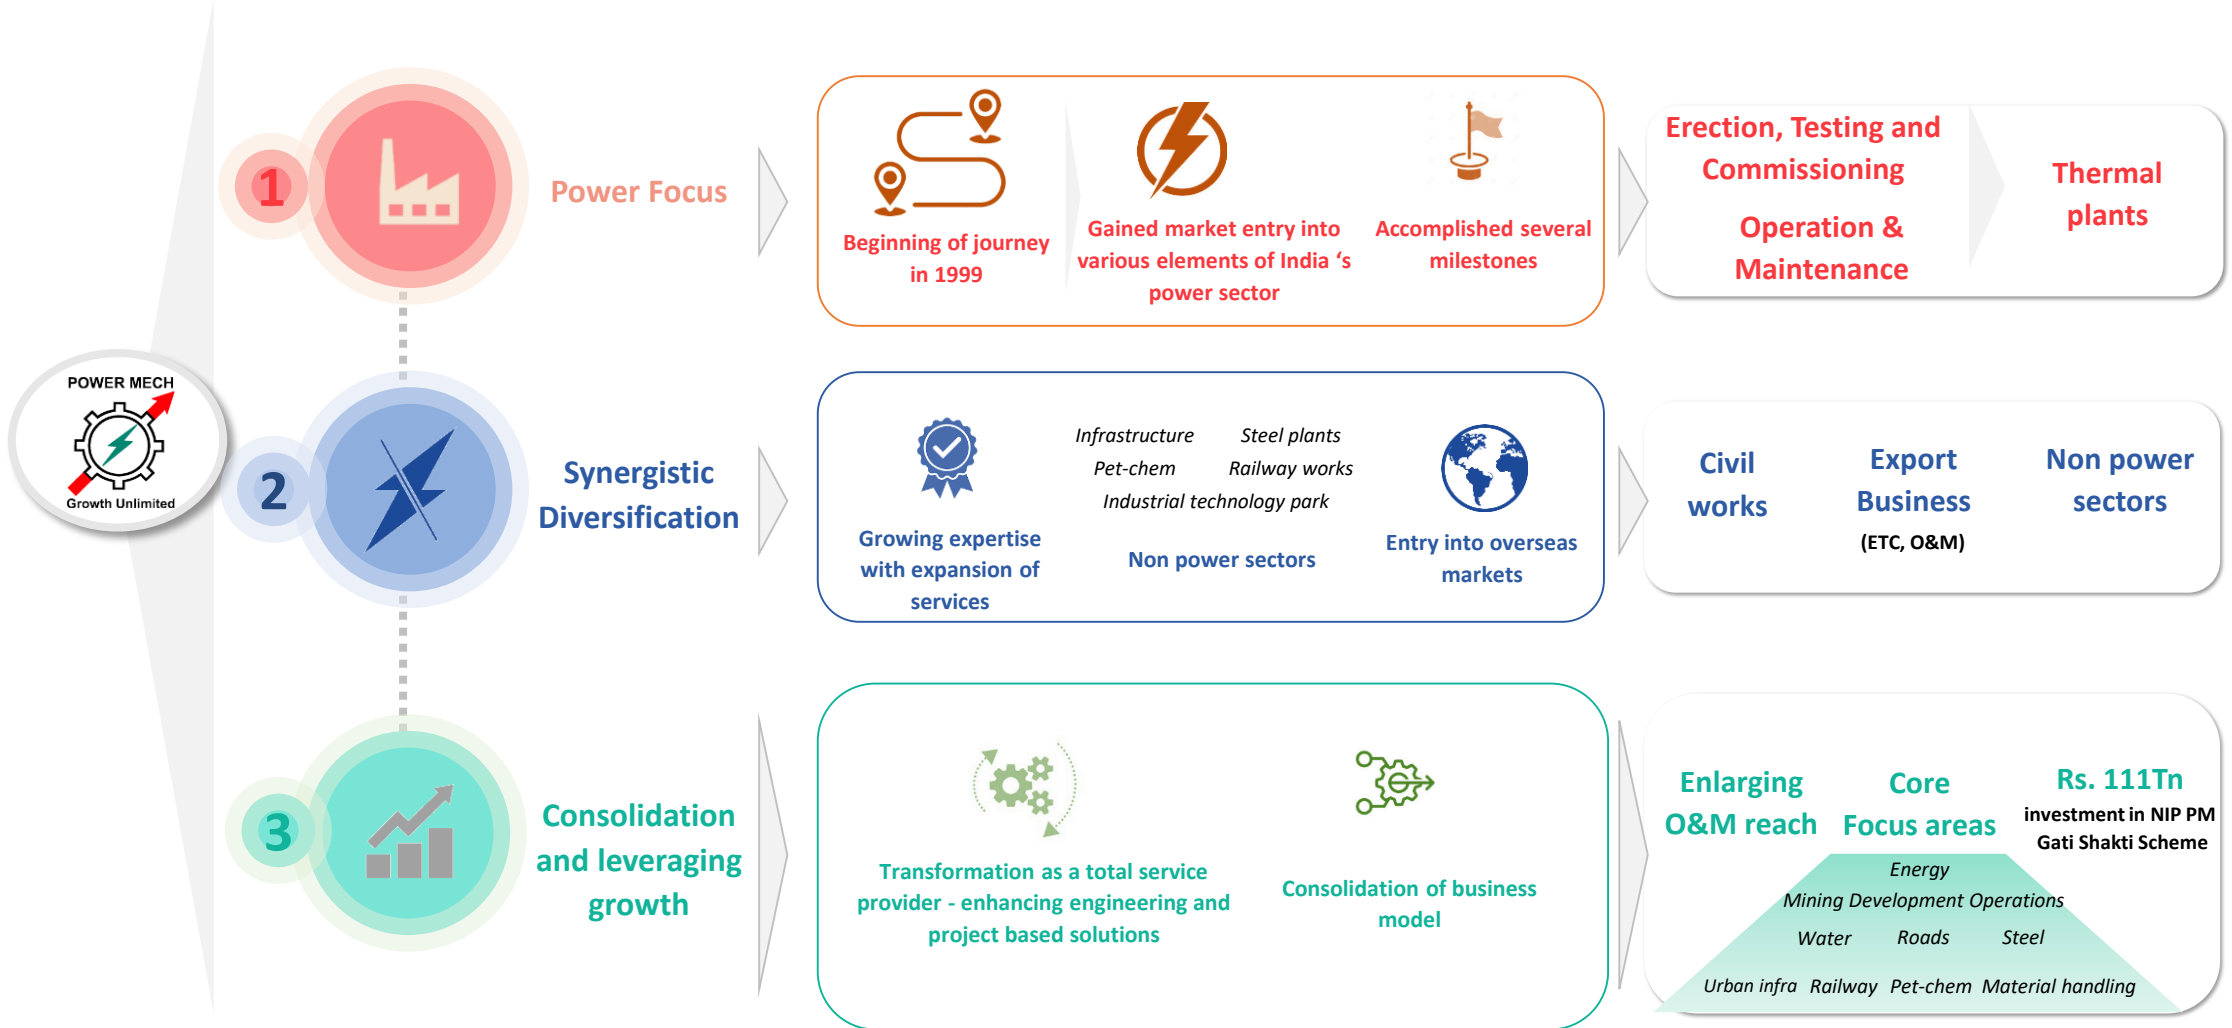 POWER MECH
Growth Unlimited
1
Power Focus
Beginning of journey
in 1999
Gained market entry into
various elements of India ‘s
power sector
Accomplished several
milestones
Erection, Testing and
Commissioning
Operation &
Maintenance
Thermal
plants
2
Synergistic
Diversification
Growing expertise
with expansion of
services
Infrastructure Steel plants
Pet-chem Railway works
Industrial technology park
Non power sectors
Entry into overseas
markets
Civil
works
Export
Business
(ETC, O&M)
Non power
sectors
3
Consolidation
and leveraging
growth
Transformation as a total service
provider - enhancing engineering and
project based solutions
Consolidation of business
model
Enlarging
O&M reach
Core
Focus areas
Rs. 111Tn
investment in NIP PM
Gati Shakti Scheme
Energy
Mining Development Operations
Water Roads Steel
Urban infra Railway Pet-chem Material handling